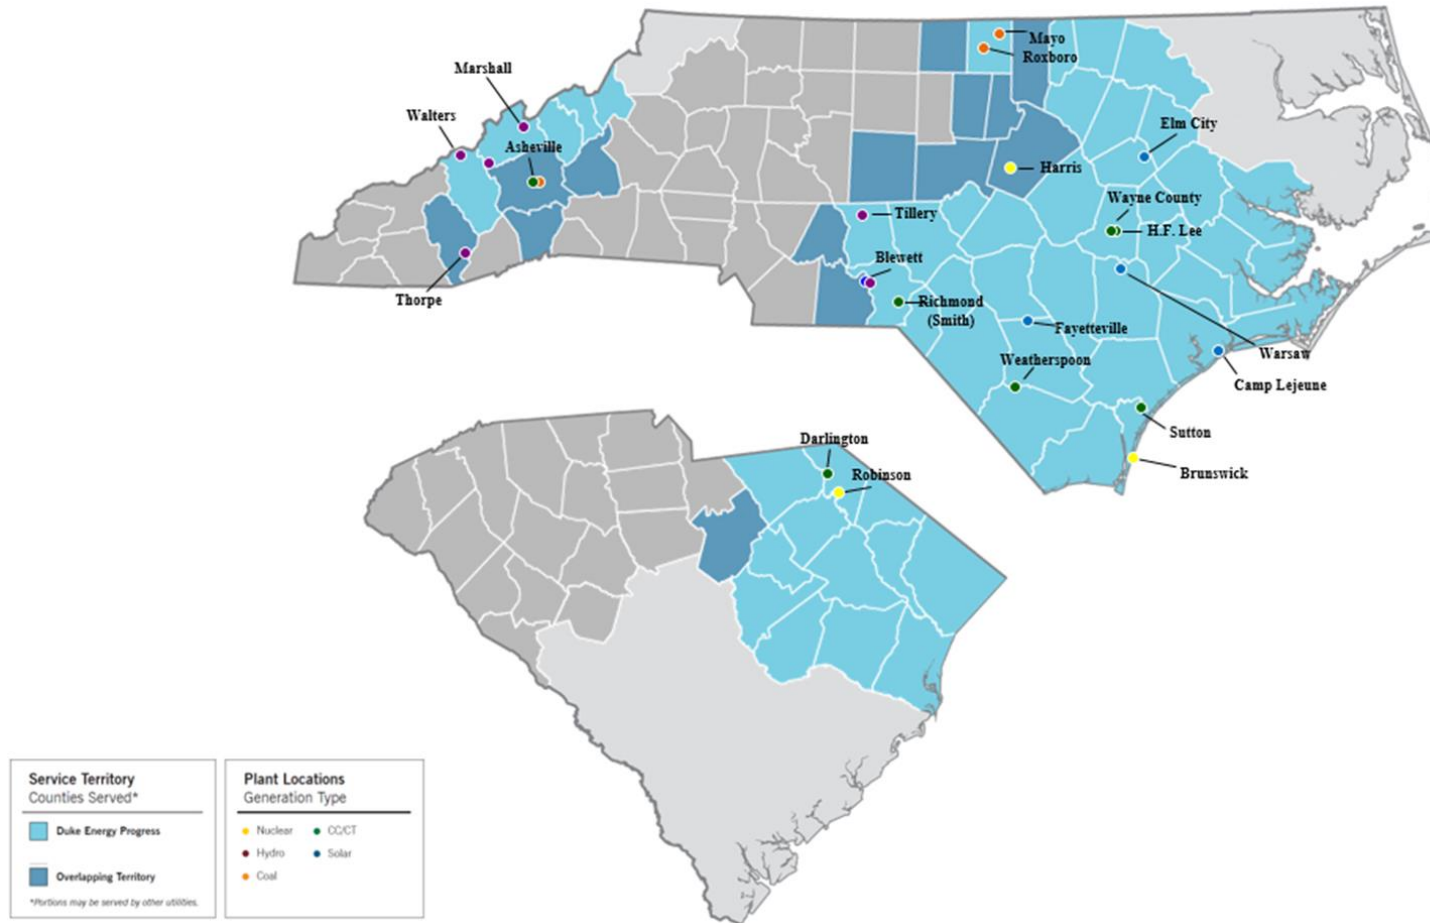 Mayo
Roxboro
Marshall
Walters
Elm City
Asheville
Harris
Wayne County
Tillery
H.F. Lee
Blewett
Thorpe
Richmond
(Smith)
Fayetteville
Warsaw
Weatherspoon
Camp Lejeune
Sutton
Darlington
Brunswick
Robinson
Service Territory
Counties Served*
Duke Energy Progress
Overlapping Territory
*Portions may be served by other utilities.
Plant Locations
Generation Type
Nuclear
CC/CT
Hydro
Solar
Coal